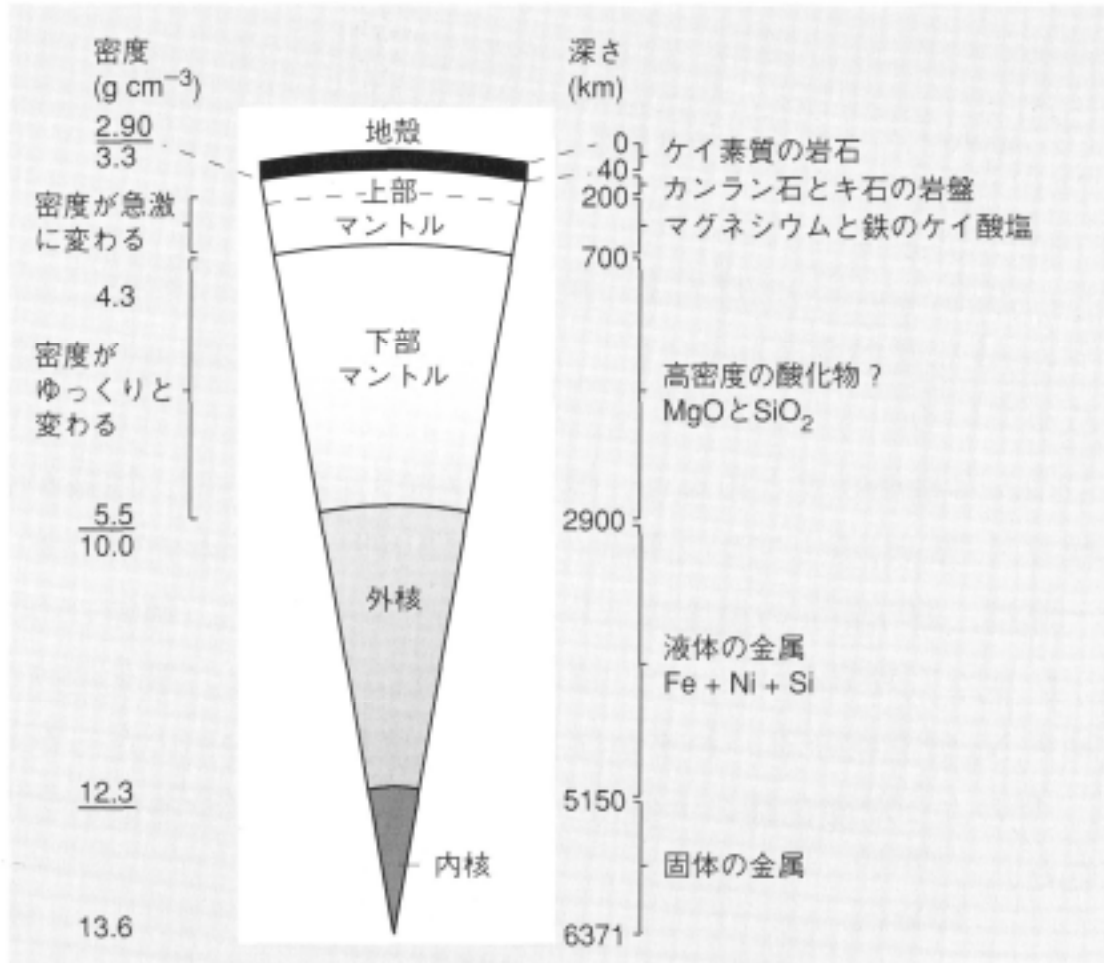 密度
(g cm⁻³)
2.90
3.3
密度が急激
に変わる
4.3
密度が
ゆっくりと
変わる
5.5
10.0
12.3
13.6
地殻
上部
マントル
下部
マントル
外核
内核
深さ
(km)
0
40
200
700
2900
5150
6371
ケイ素質の岩石
カンラン石とキ石の岩盤
マグネシウムと鉄のケイ酸塩
高密度の酸化物?
MgOとSiO₂
液体の金属
Fe + Ni + Si
固体の金属